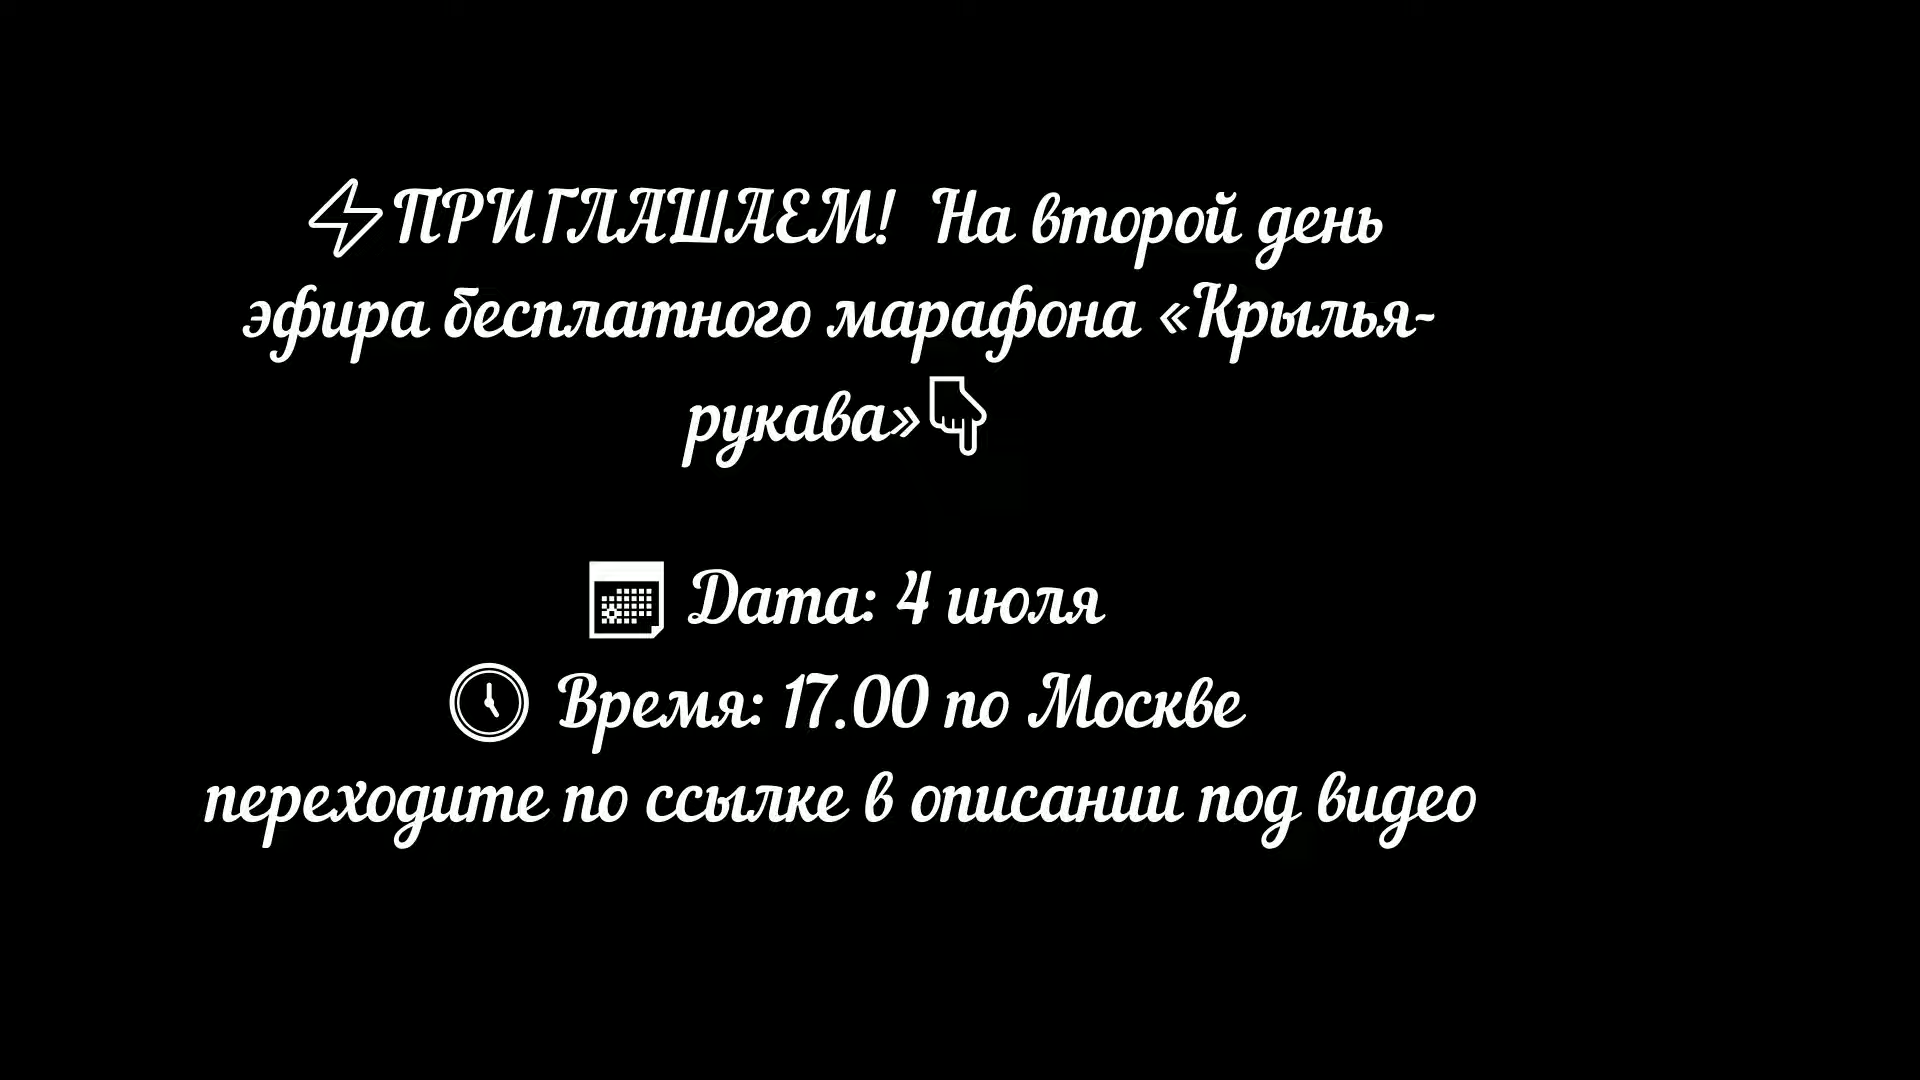 ⚡ПРИГЛАШАЕМ! На второй день
эфира бесплатного марафона «Крылья-
рукава»👇
📅 Дата: 4 июля
🕔 Время: 17.00 по Москве
переходите по ссылке в описании под видео